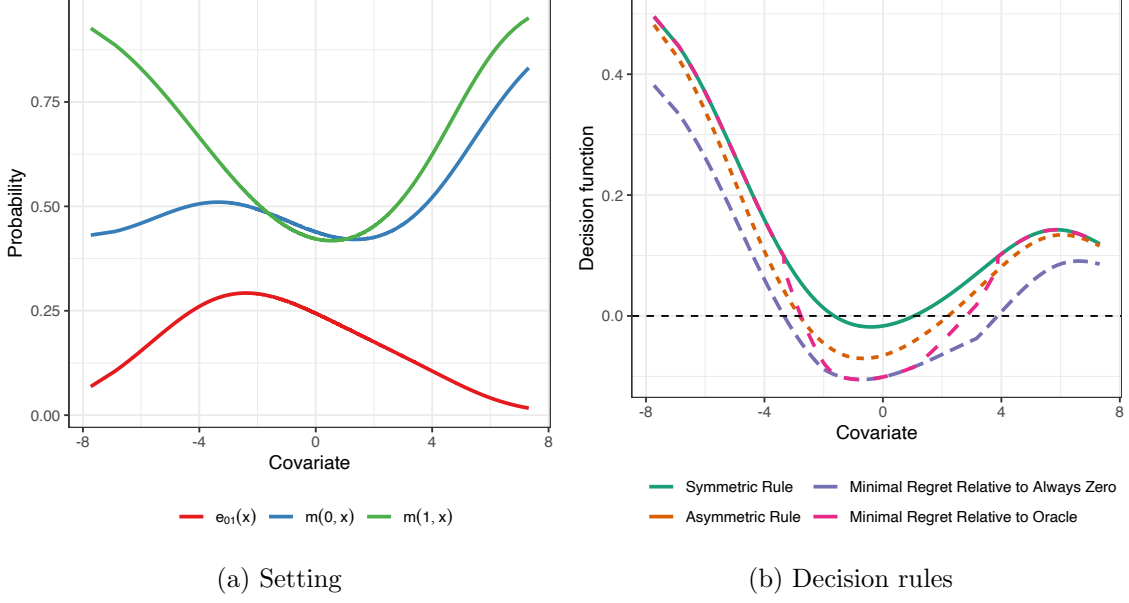 Probability
0.75
0.50
0.25
0.00
-8
-4
0
4
8
Covariate
e₀₁(x)
m(0, x)
m(1, x)
(a) Setting
Decision function
0.4
0.2
0.0
-8
-4
0
4
8
Covariate
Symmetric Rule
Minimal Regret Relative to Always Zero
Asymmetric Rule
Minimal Regret Relative to Oracle
(b) Decision rules